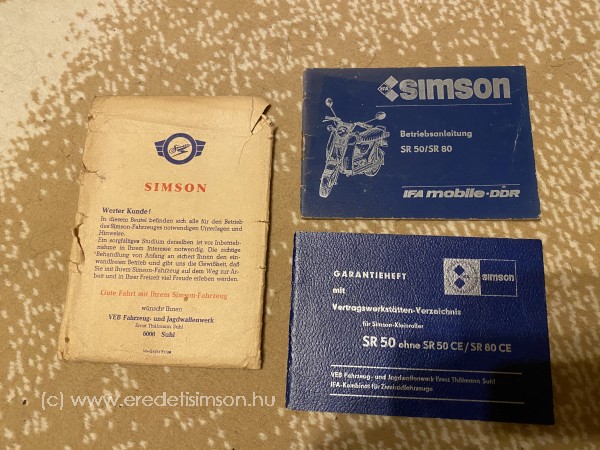 Simson
SIMSON
Werter Kunde!
In diesem Beutel befinden sich alle für den Betrieb
des Simson-Fahrzeuges notwendigen Unterlagen und
Hinweise.
Ein sorgfältiges Studium derselben ist vor Inbetrieb-
nahme in Ihrem Interesse notwendig. Die richtige
Behandlung von Anfang an sichert Ihnen den ein-
wandfreien Betrieb und gibt uns die Gewißheit, daß
Sie mit Ihrem Simson-Fahrzeug auf dem Weg zur Ar-
beit und in Ihrer Freizeit viel Freude erleben werden.
Gute Fahrt mit Ihrem Simson-Fahrzeug
wünscht Ihnen
VEB Fahrzeug- und Jagdwaffenwerk
Ernst Thälmann Suhl
6000 Suhl
IFA
SIMSON
Betriebsanleitung
SR 50/SR 80
IFA mobile-DDR
SIMSON
GARANTIEHEFT
mit
Vertragswerkstätten-Verzeichnis
für Simson-Kleinroller
SR 50 ohne SR 50 CE/SR 80 CE
VEB Fahrzeug- und Jagdwaffenwerk Ernst Thälmann Suhl
IFA-Kombinat für Zweiradfahrzeuge
(c) www.eredetisimson.hu